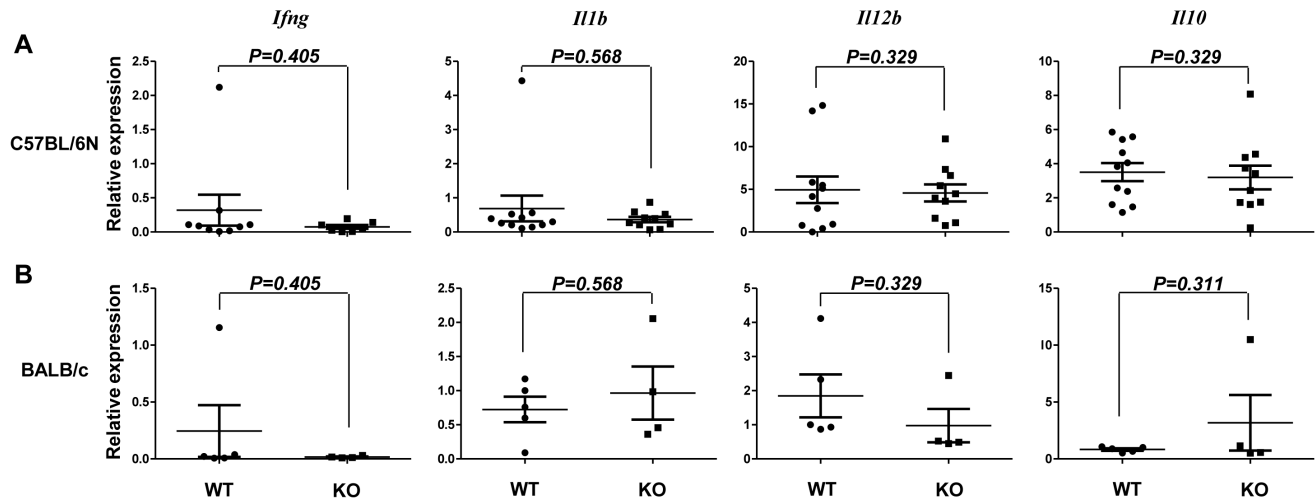 Ifng Il1b Il12b Il10
A
P=0.405 P=0.568 P=0.329 P=0.329
C57BL/6N
Relative expression
2.5 2.0 1.5 1.0 0.5 0.0
5 4 3 2 1 0
20 15 10 5 0
10 8 6 4 2 0
B
P=0.405 P=0.568 P=0.329 P=0.311
BALB/c
Relative expression
1.5 1.0 0.5 0.0
2.5 2.0 1.5 1.0 0.5 0.0
5 4 3 2 1 0
15 10 5 0
WT KO WT KO WT KO WT KO